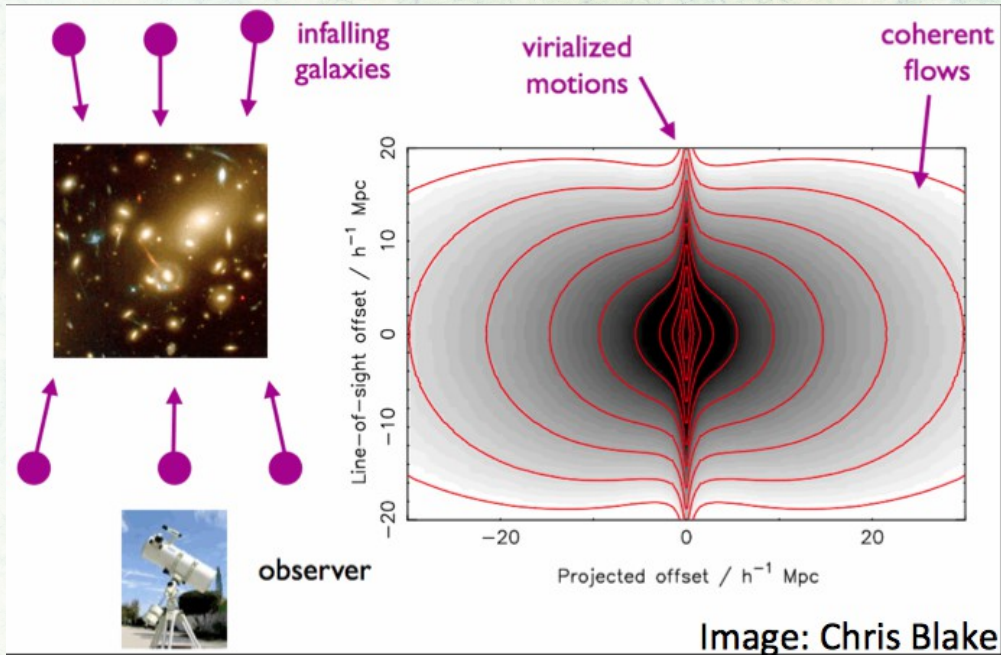 infalling
galaxies
virialized
motions
coherent
flows
20
10
0
−10
−20
Line−of−sight offset / h⁻¹ Mpc
−20
0
20
Projected offset / h⁻¹ Mpc
observer
Image: Chris Blake